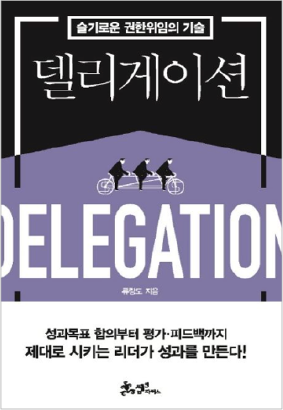 슬기로운 권한위임의 기술
델리게이션
DELEGATION
류랑도 지음
성과목표 합의부터 평가·피드백까지
제대로 시키는 리더가 성과를 만든다!